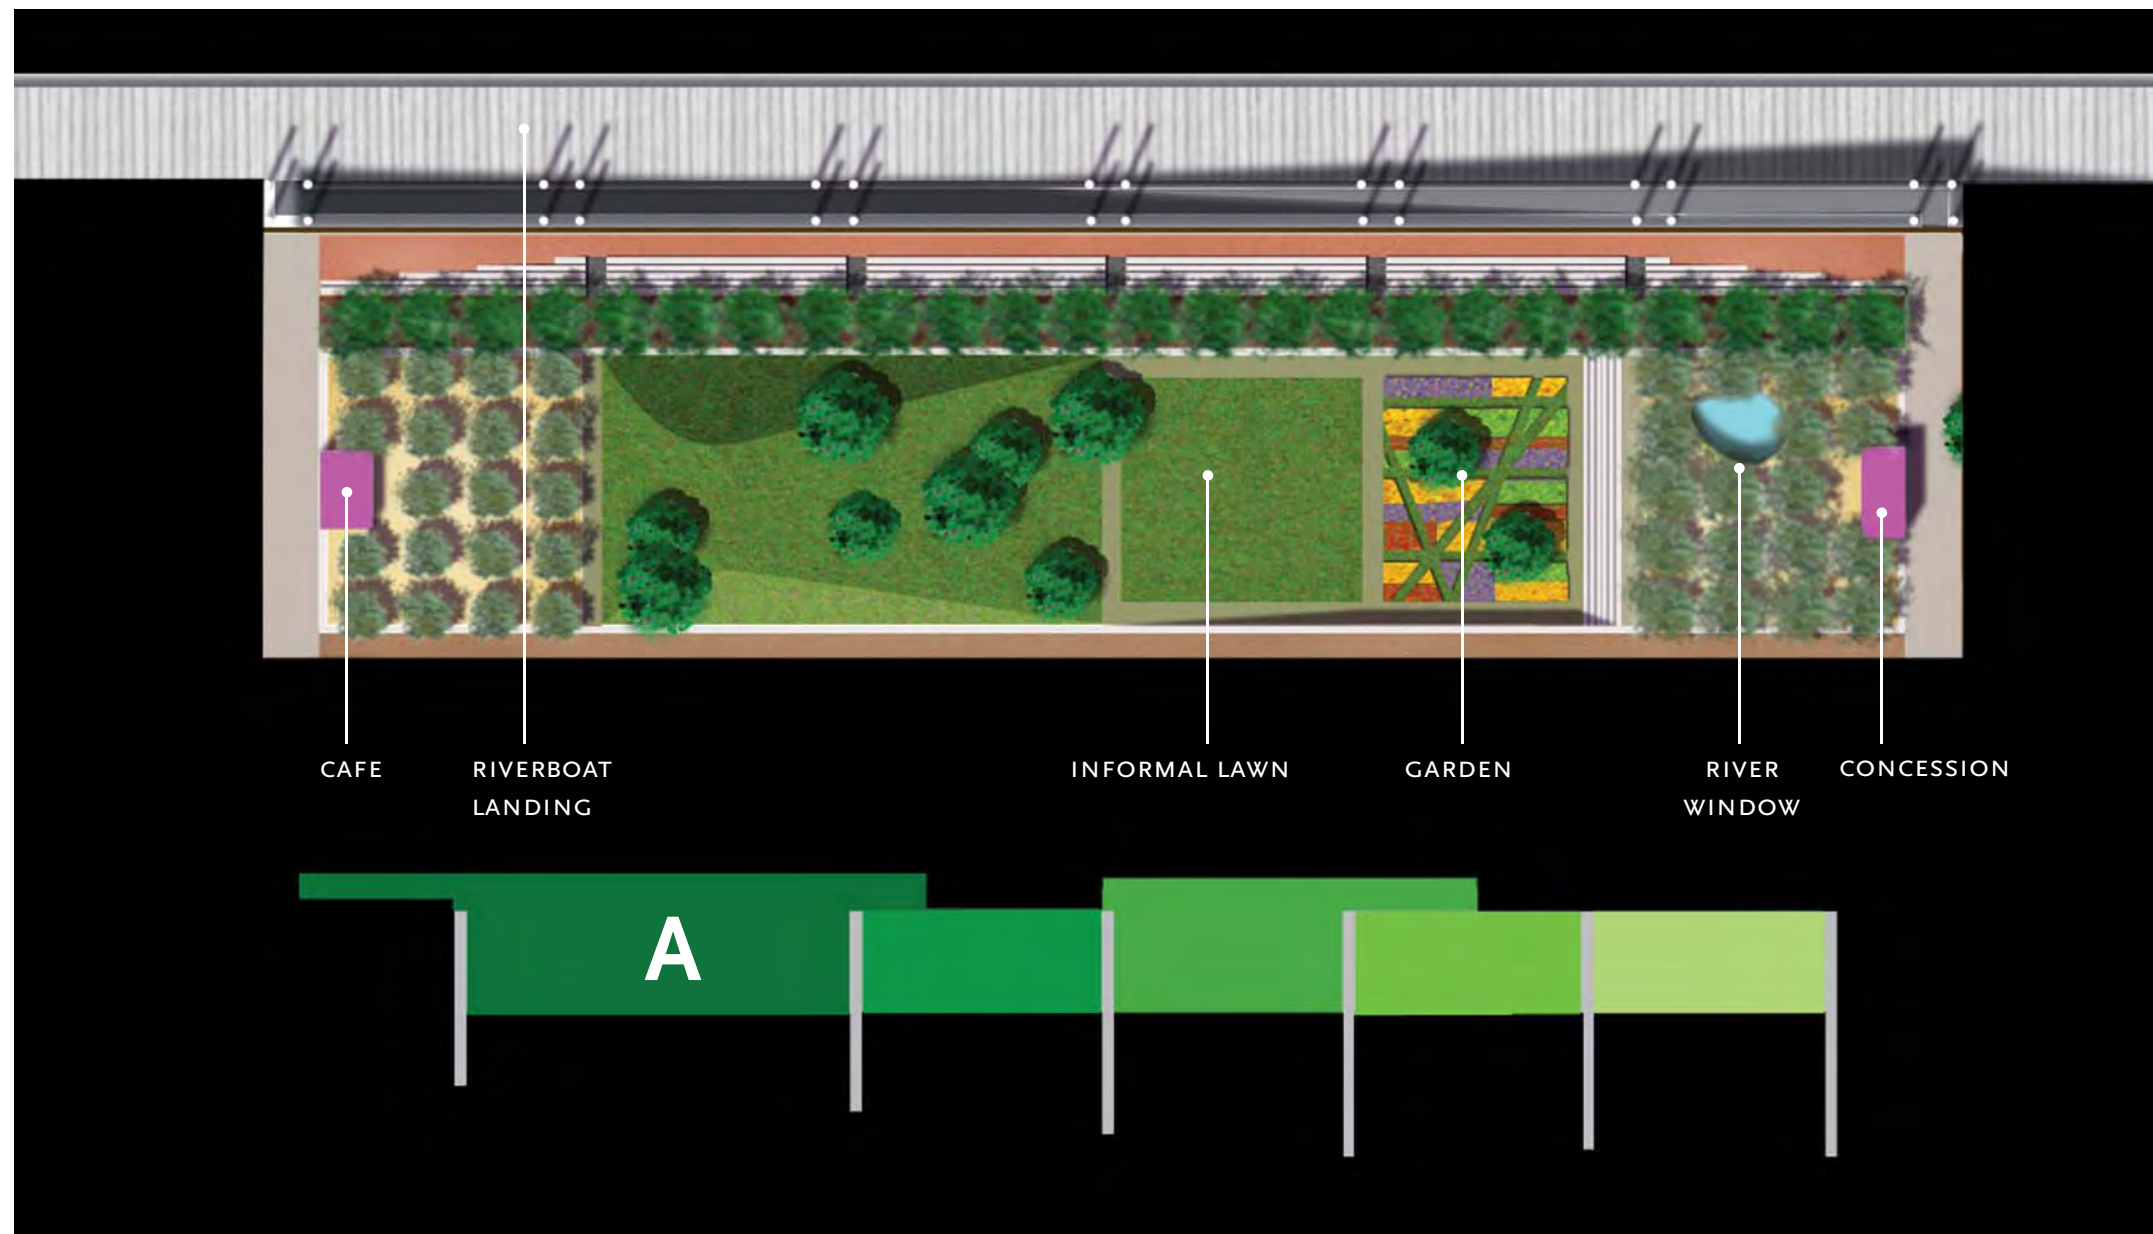 CAFE
RIVERBOAT
LANDING
INFORMAL LAWN
GARDEN
RIVER
WINDOW
CONCESSION
A